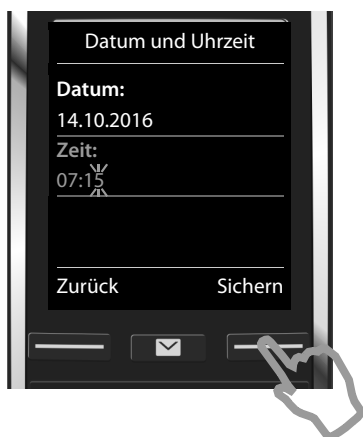 Datum und Uhrzeit
Datum:
14.10.2016
Zeit:
07:15
Zurück Sichern